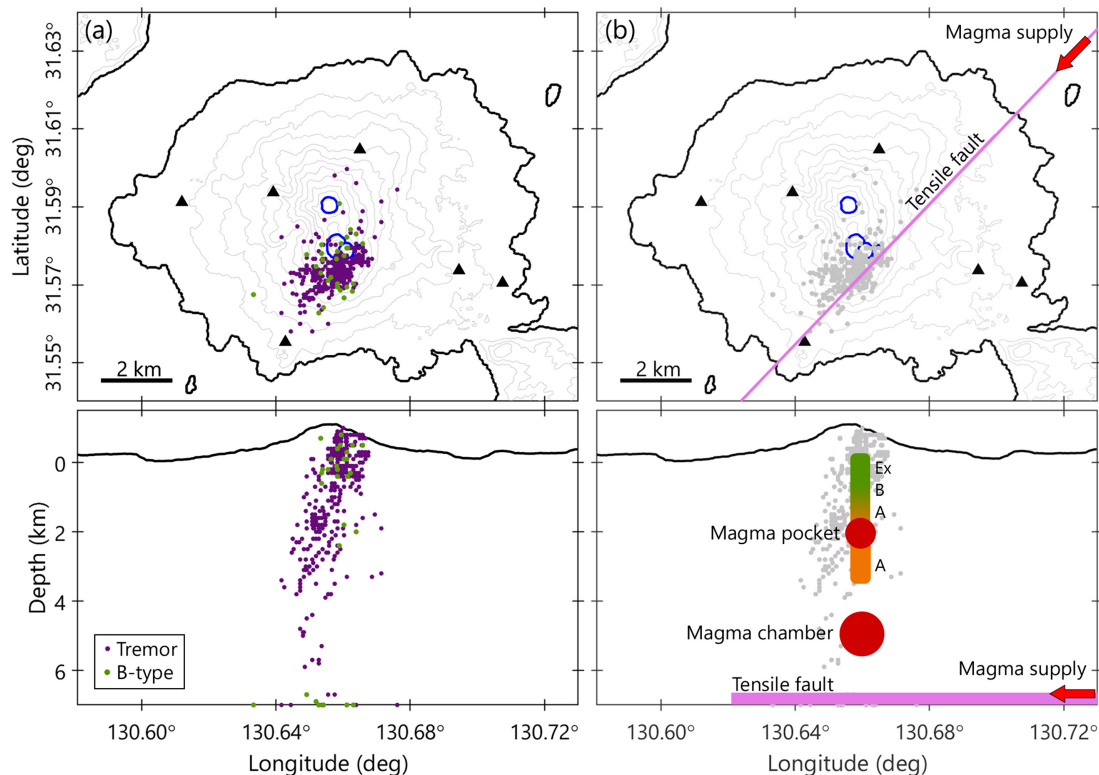 (a)
(b)
Magma supply
31.63°
31.61°
31.59°
31.57°
31.55°
Latitude (deg)
Tensile fault
2 km
2 km
0
2
4
6
Depth (km)
Tremor
B-type
Ex
B
A
Magma pocket
A
Magma chamber
Magma supply
Tensile fault
130.60°
130.64°
130.68°
130.72°
130.60°
130.64°
130.68°
130.72°
Longitude (deg)
Longitude (deg)